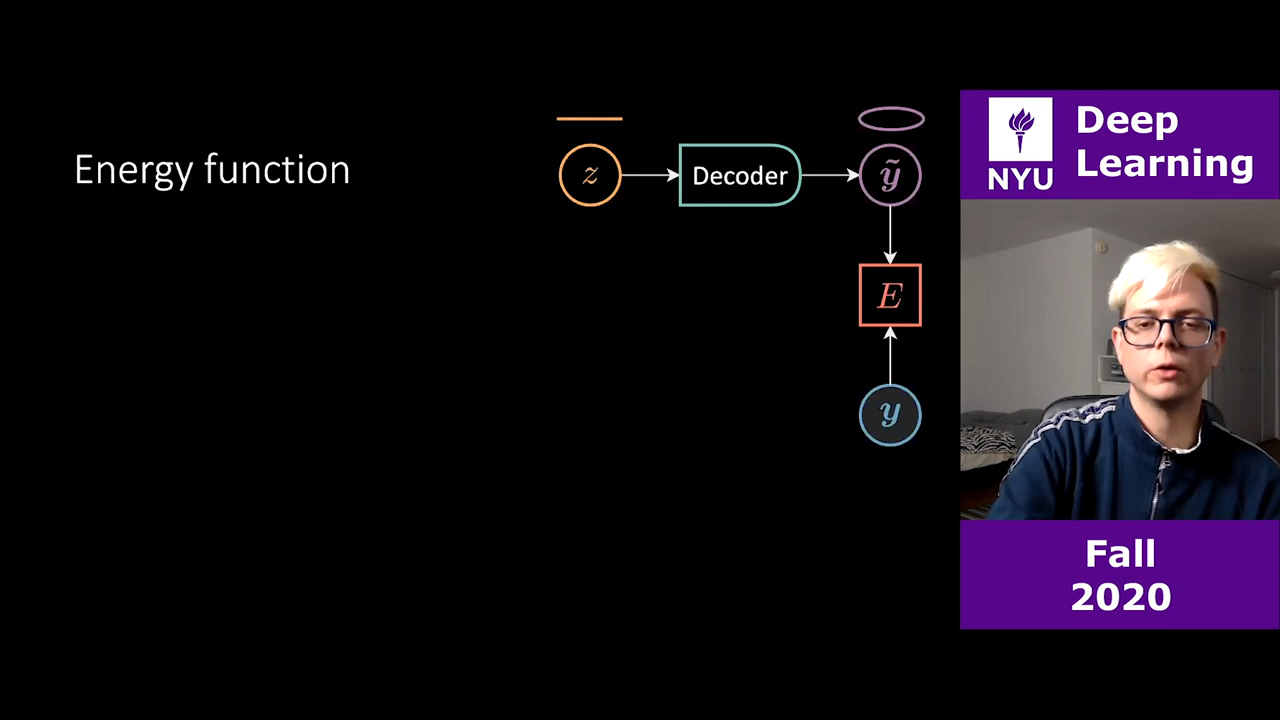 Energy function
z
Decoder
ỹ
E
y
NYU
Deep
Learning
Fall
2020